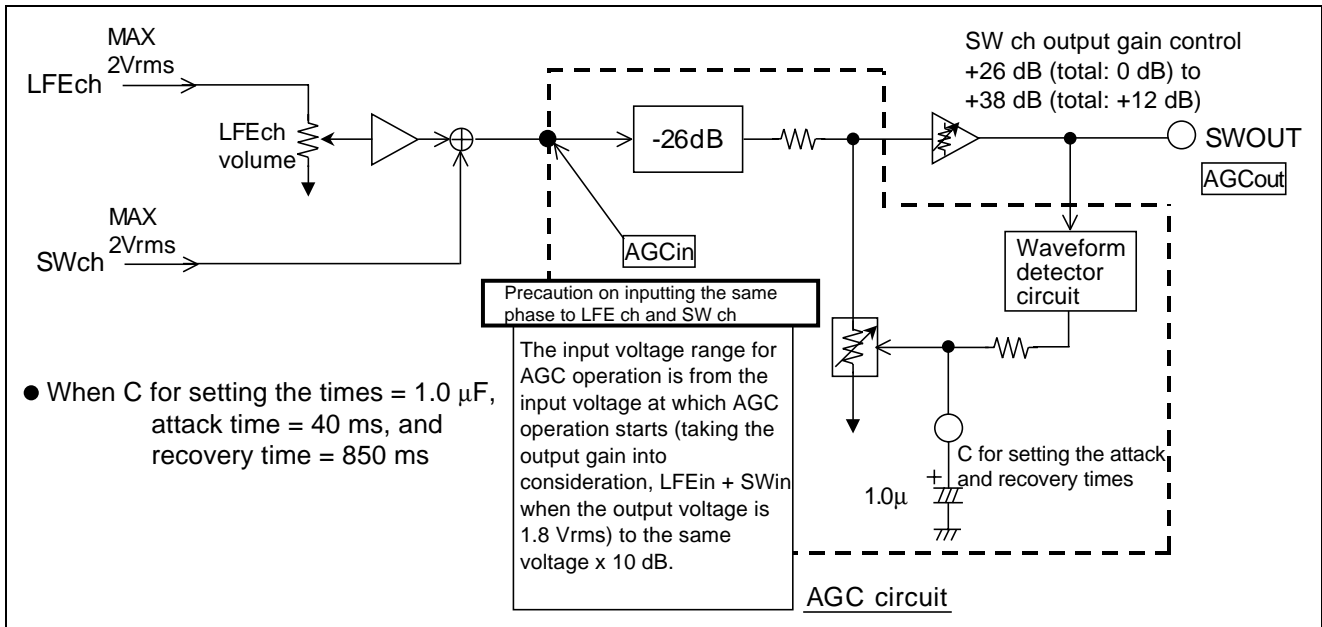 MAX
2Vrms
LFEch
LFEch
volume
MAX
2Vrms
SWch
-26dB
SW ch output gain control
+26 dB (total: 0 dB) to
+38 dB (total: +12 dB)
SWOUT
AGCout
AGCin
Waveform
detector
circuit
Precaution on inputting the same
phase to LFE ch and SW ch
The input voltage range for
AGC operation is from the
input voltage at which AGC
operation starts (taking the
output gain into
consideration, LFEin + SWin
when the output voltage is
1.8 Vrms) to the same
voltage x 10 dB.
● When C for setting the times = 1.0 μF,
attack time = 40 ms, and
recovery time = 850 ms
C for setting the attack
and recovery times
+
1.0μ
AGC circuit